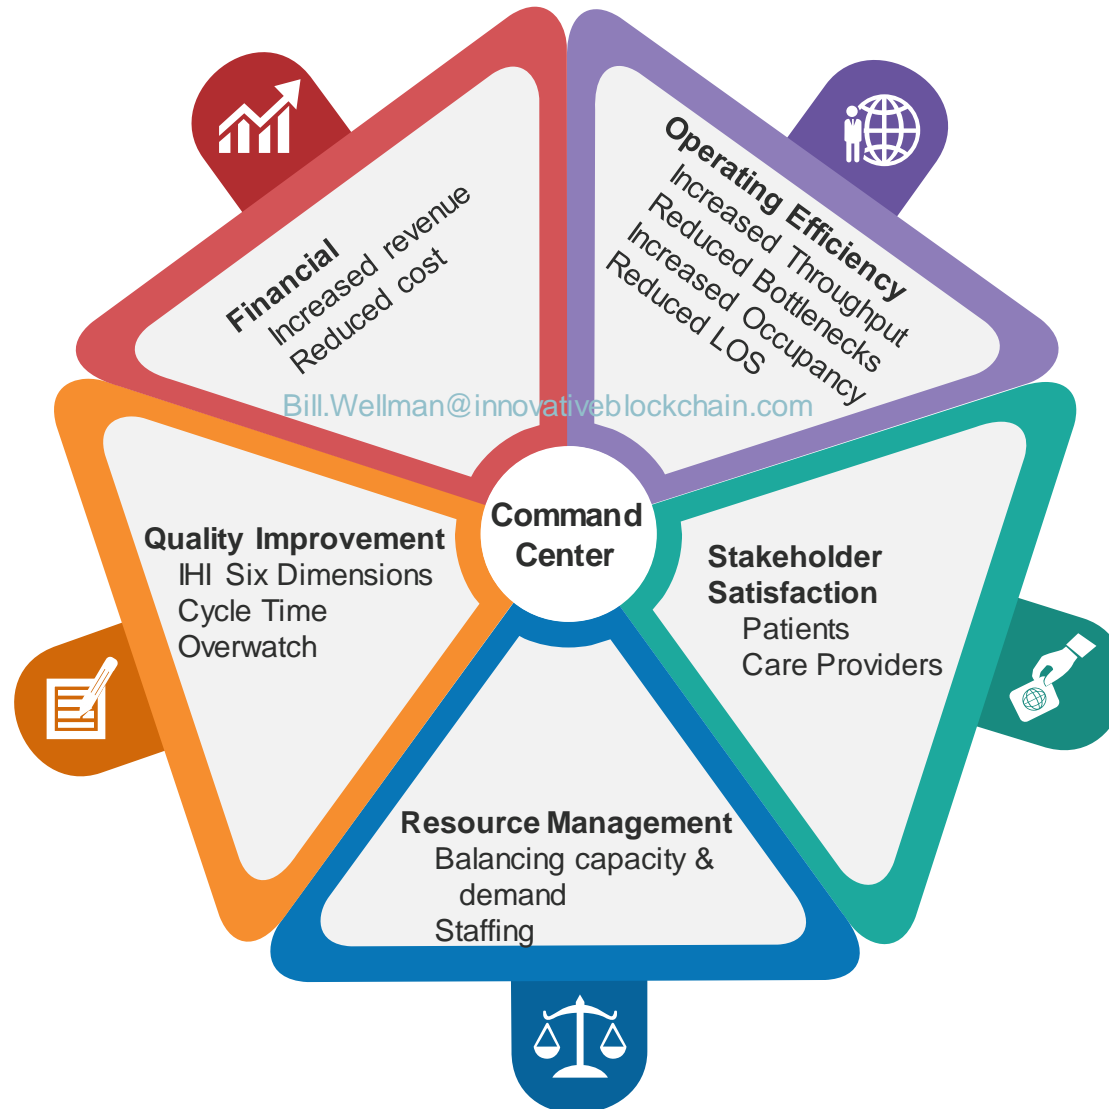 Financial
Increased revenue
Reduced cost
Operating Efficiency
Increased Throughput
Reduced Bottlenecks
Increased Occupancy
Reduced LOS
Bill.Wellman@innovativeblockchain.com
Command
Center
Quality Improvement
IHI Six Dimensions
Cycle Time
Overwatch
Stakeholder
Satisfaction
Patients
Care Providers
Resource Management
Balancing capacity &
demand
Staffing